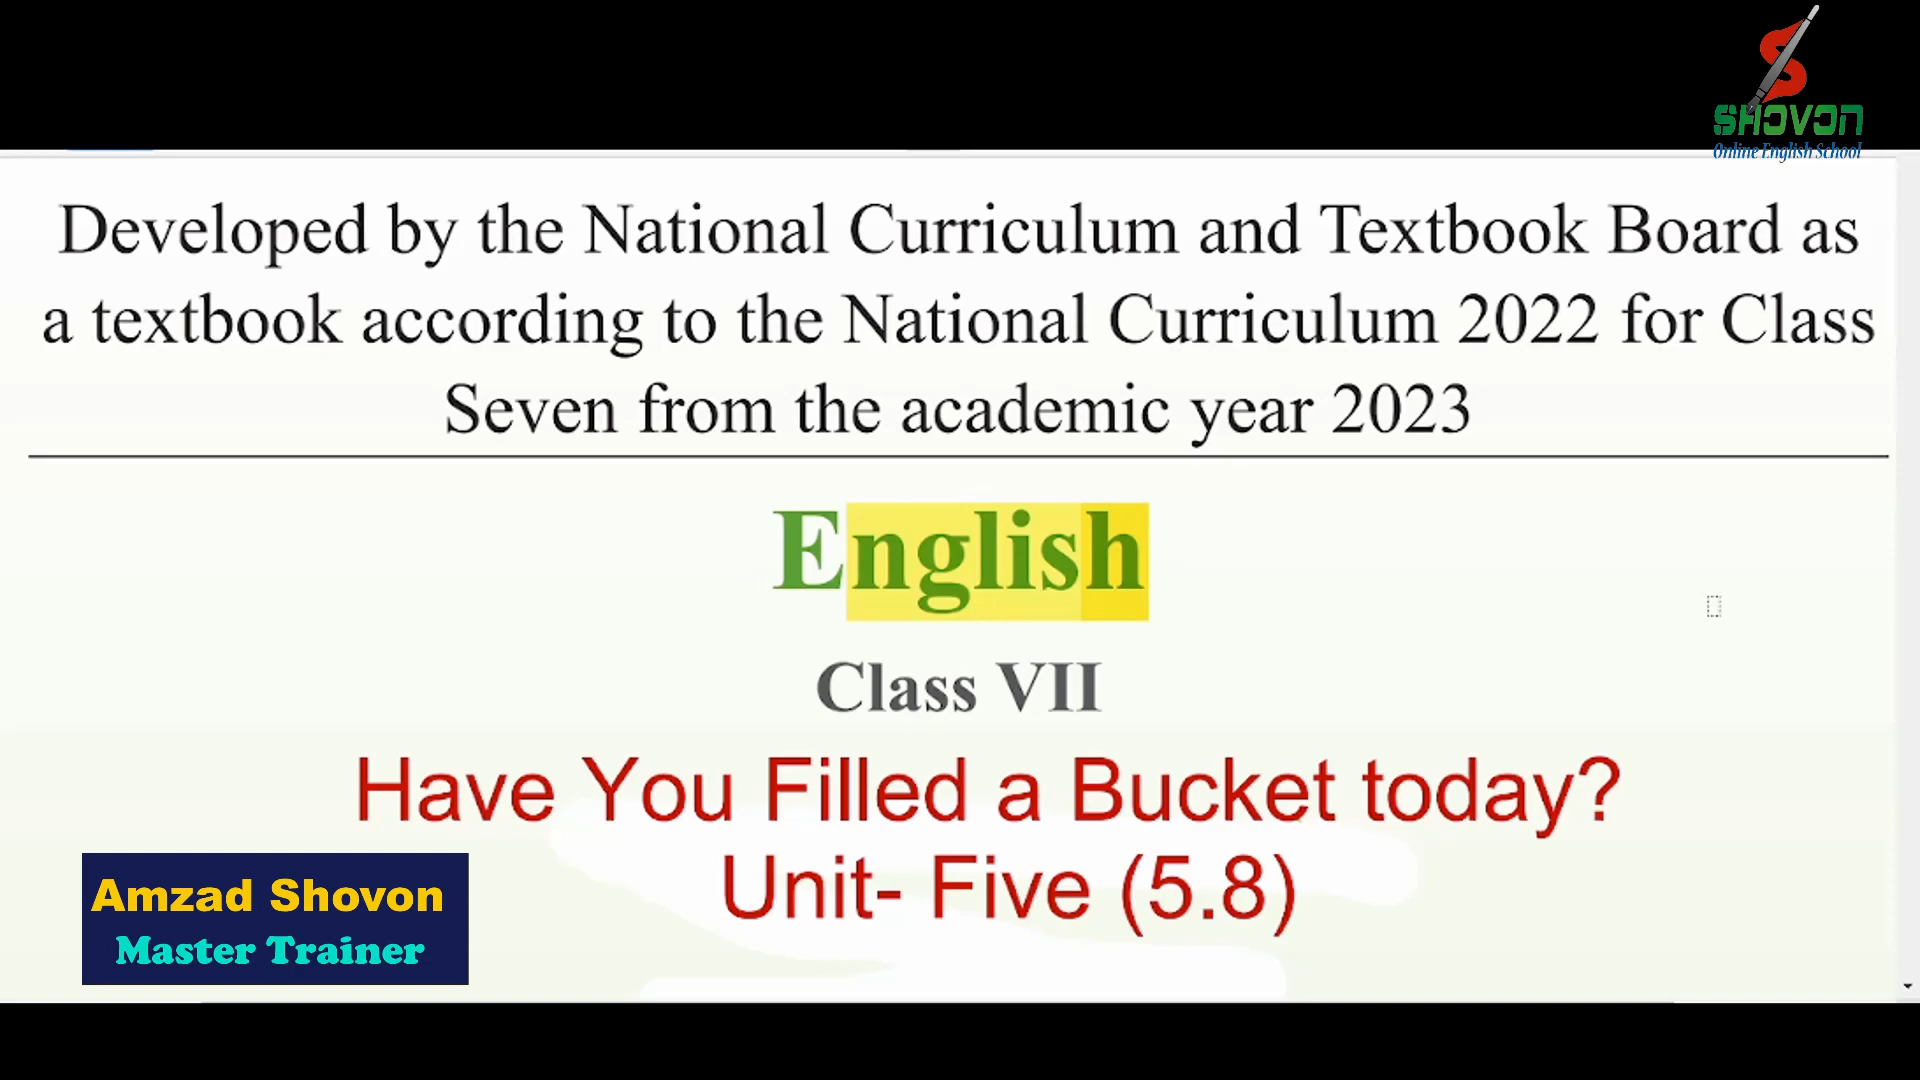 SHOVON
Online English School
Developed by the National Curriculum and Textbook Board as
a textbook according to the National Curriculum 2022 for Class
Seven from the academic year 2023
English
Class VII
Have You Filled a Bucket today?
Unit- Five (5.8)
Amzad Shovon
Master Trainer